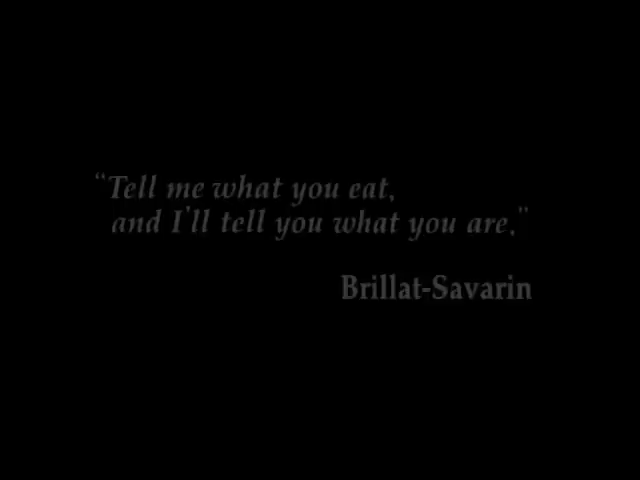 “Tell me what you eat,
and I'll tell you what you are.”
Brillat-Savarin